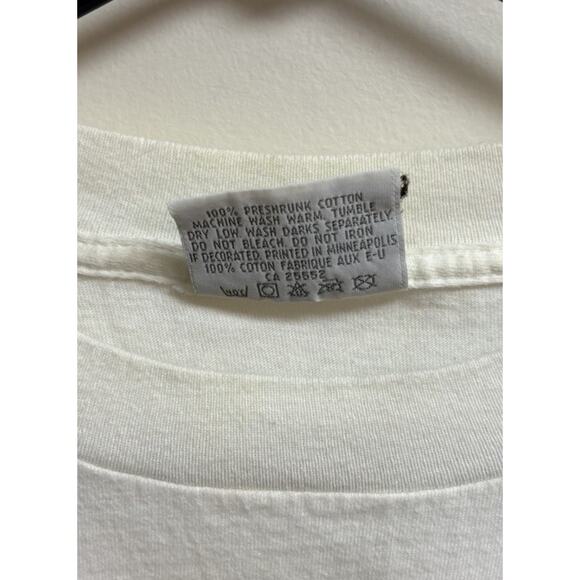 100% PRESHRUNK COTTON
MACHINE WASH WARM, TUMBLE
DRY LOW. WASH DARKS SEPARATELY.
DO NOT BLEACH. DO NOT IRON
IF DECORATED. PRINTED IN MINNEAPOLIS
100% COTON FABRIQUE AUX E-U
CA 25552
40°C